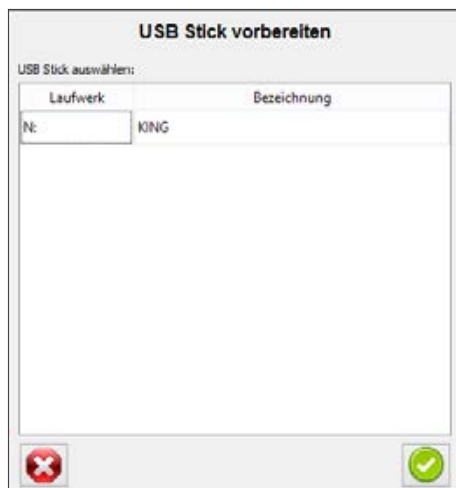 USB Stick vorbereiten
USB Stick auswählen:
Laufwerk Bezeichnung
N: KING